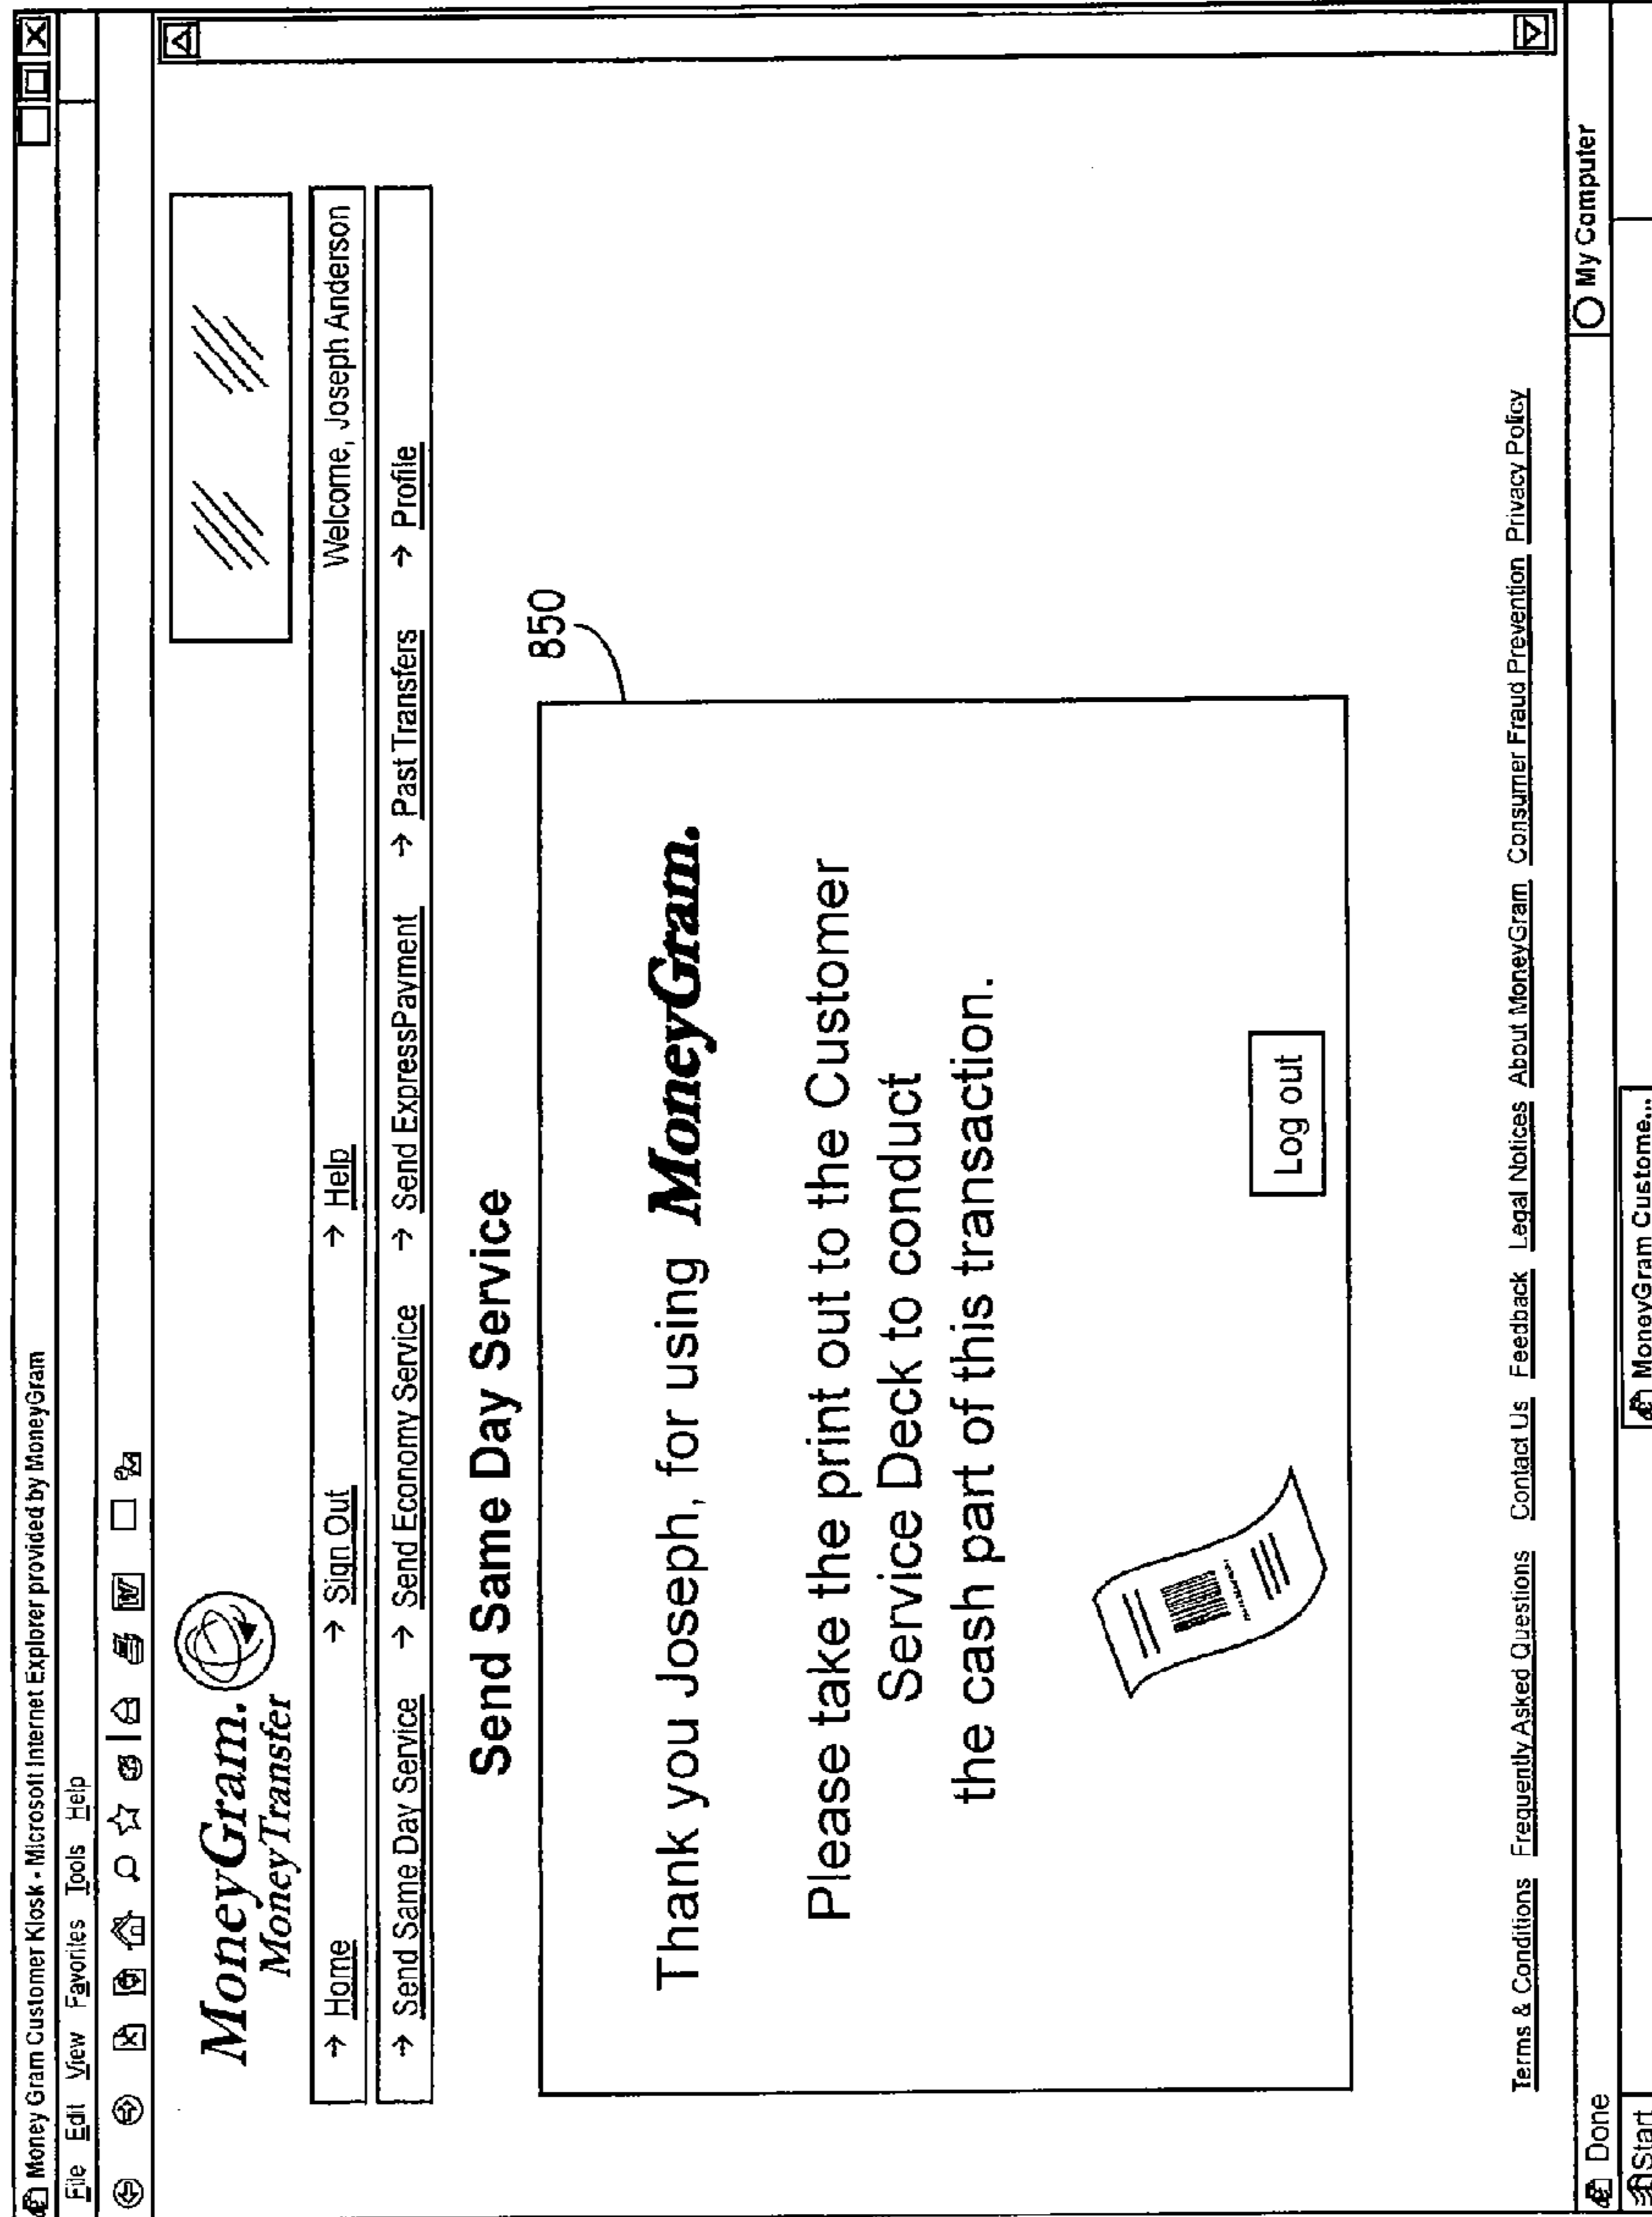 Money Gram Customer Kiosk - Microsoft Internet Explorer provided by MoneyGram
File Edit View Favorites Tools Help
MoneyGram.
MoneyTransfer
→ Home → Sign Out → Help Welcome, Joseph Anderson
→ Send Same Day Service → Send Economy Service → Send ExpressPayment → Past Transfers → Profile
Send Same Day Service
850
Thank you Joseph, for using MoneyGram.
Please take the print out to the Customer
Service Deck to conduct
the cash part of this transaction.
Log out
Terms & Conditions Frequently Asked Questions Contact Us Feedback Legal Notices About MoneyGram Consumer Fraud Prevention Privacy Policy
Done My Computer
Start MoneyGram Custome...